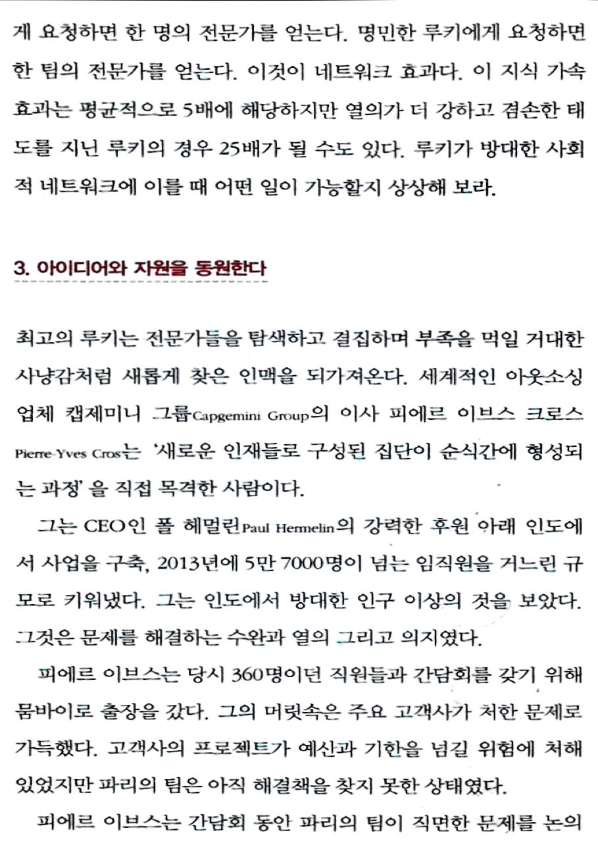 게 요청하면 한 명의 전문가를 얻는다. 명민한 루키에게 요청하면
한 팀의 전문가를 얻는다. 이것이 네트워크 효과다. 이 지식 가속
효과는 평균적으로 5배에 해당하지만 열의가 더 강하고 겸손한 태
도를 지닌 루키의 경우 25배가 될 수도 있다. 루키가 방대한 사회
적 네트워크에 이를 때 어떤 일이 가능할지 상상해 보라.
3. 아이디어와 자원을 동원한다
최고의 루키는 전문가들을 탐색하고 결집하며 부족을 먹일 거대한
사냥감처럼 새롭게 찾은 인맥을 되가져온다. 세계적인 아웃소싱
업체 캡제미니 그룹Capgemini Group의 이사 피에르 이브스 크로스
Pierre-Yves Cros는 ‘새로운 인재들로 구성된 집단이 순식간에 형성되
는 과정’을 직접 목격한 사람이다.
그는 CEO인 폴 헤멀린Paul Hermelin의 강력한 후원 아래 인도에
서 사업을 구축, 2013년에 5만 7000명이 넘는 임직원을 거느린 규
모로 키워냈다. 그는 인도에서 방대한 인구 이상의 것을 보았다.
그것은 문제를 해결하는 수완과 열의 그리고 의지였다.
피에르 이브스는 당시 360명이던 직원들과 간담회를 갖기 위해
뭄바이로 출장을 갔다. 그의 머릿속은 주요 고객사가 처한 문제로
가득했다. 고객사의 프로젝트가 예산과 기한을 넘길 위험에 처해
있었지만 파리의 팀은 아직 해결책을 찾지 못한 상태였다.
피에르 이브스는 간담회 동안 파리의 팀이 직면한 문제를 논의